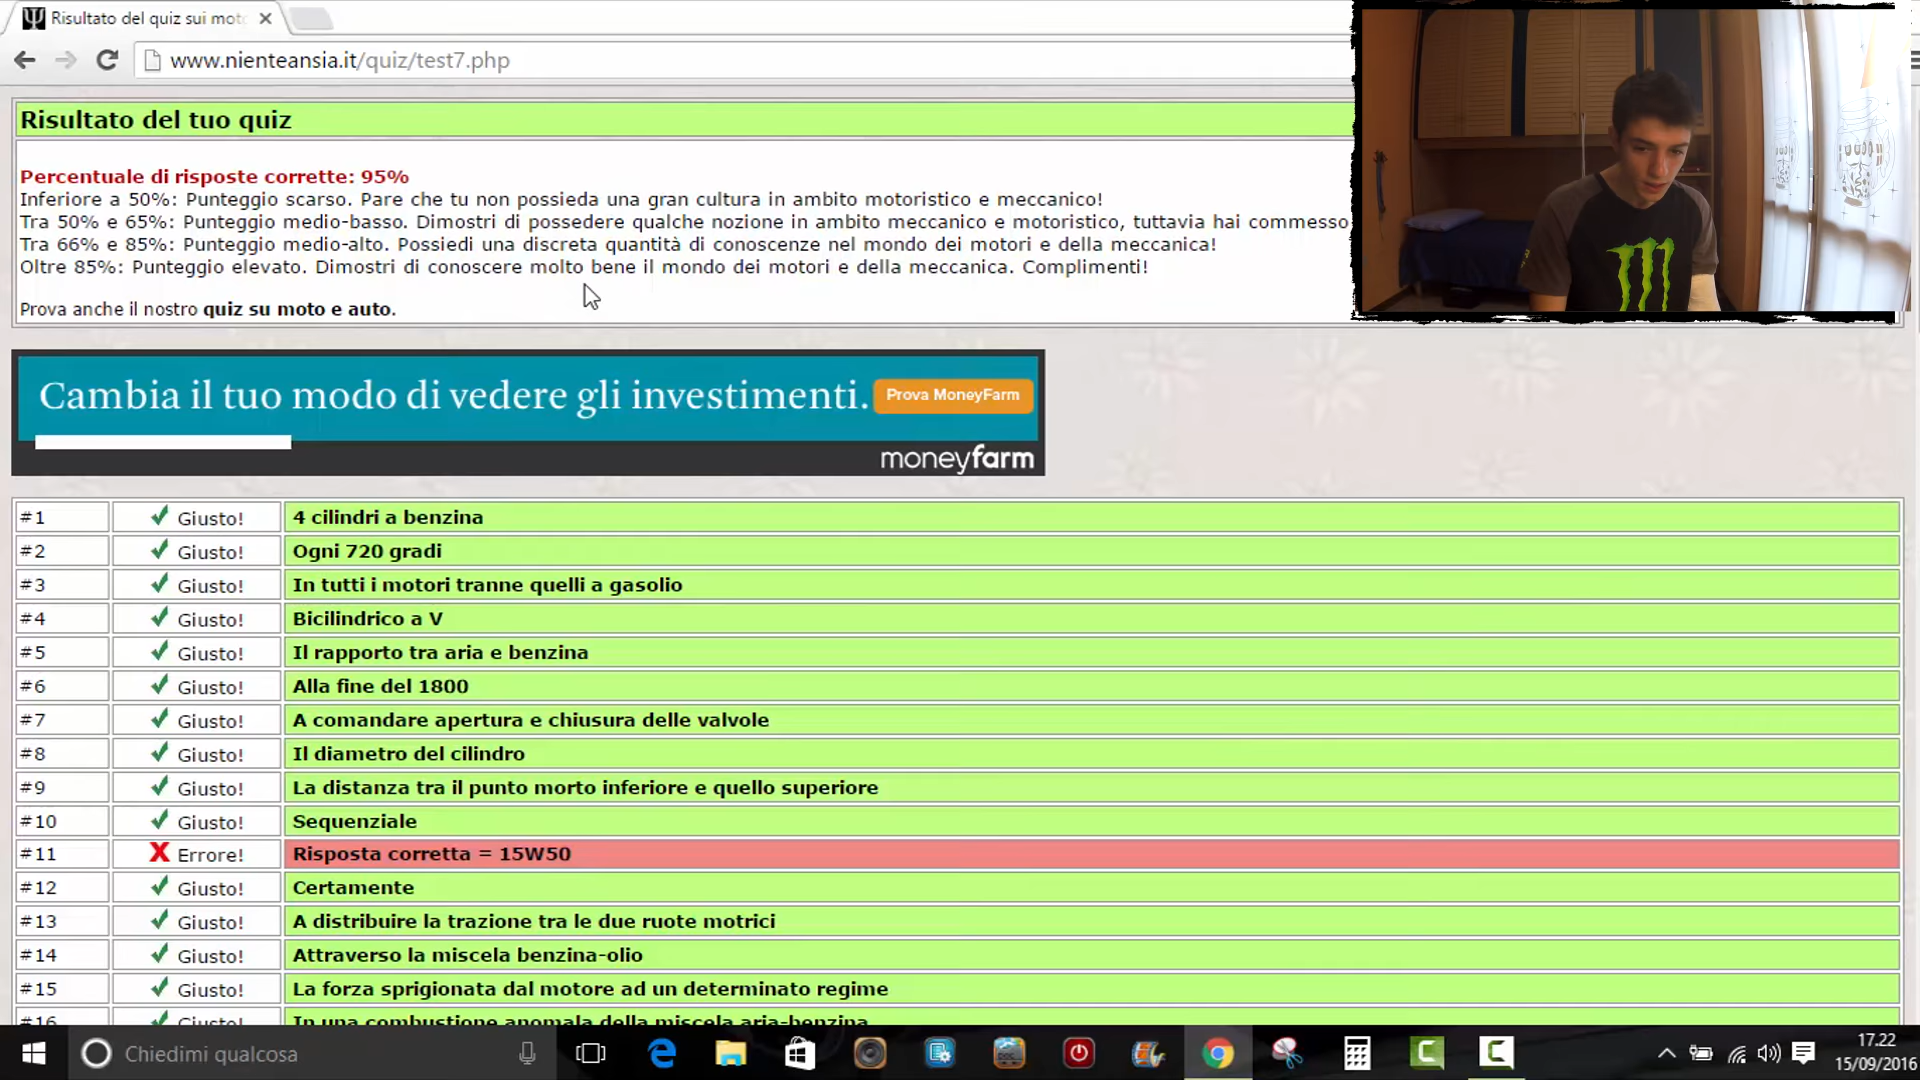 Risultato del quiz sui moto
www.nienteansia.it/quiz/test7.php
Risultato del tuo quiz
Percentuale di risposte corrette: 95%
Inferiore a 50%: Punteggio scarso. Pare che tu non possieda una gran cultura in ambito motoristico e meccanico!
Tra 50% e 65%: Punteggio medio-basso. Dimostri di possedere qualche nozione in ambito meccanico e motoristico, tuttavia hai commesso
Tra 66% e 85%: Punteggio medio-alto. Possiedi una discreta quantità di conoscenze nel mondo dei motori e della meccanica!
Oltre 85%: Punteggio elevato. Dimostri di conoscere molto bene il mondo dei motori e della meccanica. Complimenti!
Prova anche il nostro quiz su moto e auto.
Cambia il tuo modo di vedere gli investimenti. Prova MoneyFarm
moneyfarm
#1 Giusto! 4 cilindri a benzina
#2 Giusto! Ogni 720 gradi
#3 Giusto! In tutti i motori tranne quelli a gasolio
#4 Giusto! Bicilindrico a V
#5 Giusto! Il rapporto tra aria e benzina
#6 Giusto! Alla fine del 1800
#7 Giusto! A comandare apertura e chiusura delle valvole
#8 Giusto! Il diametro del cilindro
#9 Giusto! La distanza tra il punto morto inferiore e quello superiore
#10 Giusto! Sequenziale
#11 X Errore! Risposta corretta = 15W50
#12 Giusto! Certamente
#13 Giusto! A distribuire la trazione tra le due ruote motrici
#14 Giusto! Attraverso la miscela benzina-olio
#15 Giusto! La forza sprigionata dal motore ad un determinato regime
#16 Giusto! In una combustione anomala della miscela aria-benzina
Chiedimi qualcosa
17.22
15/09/2016